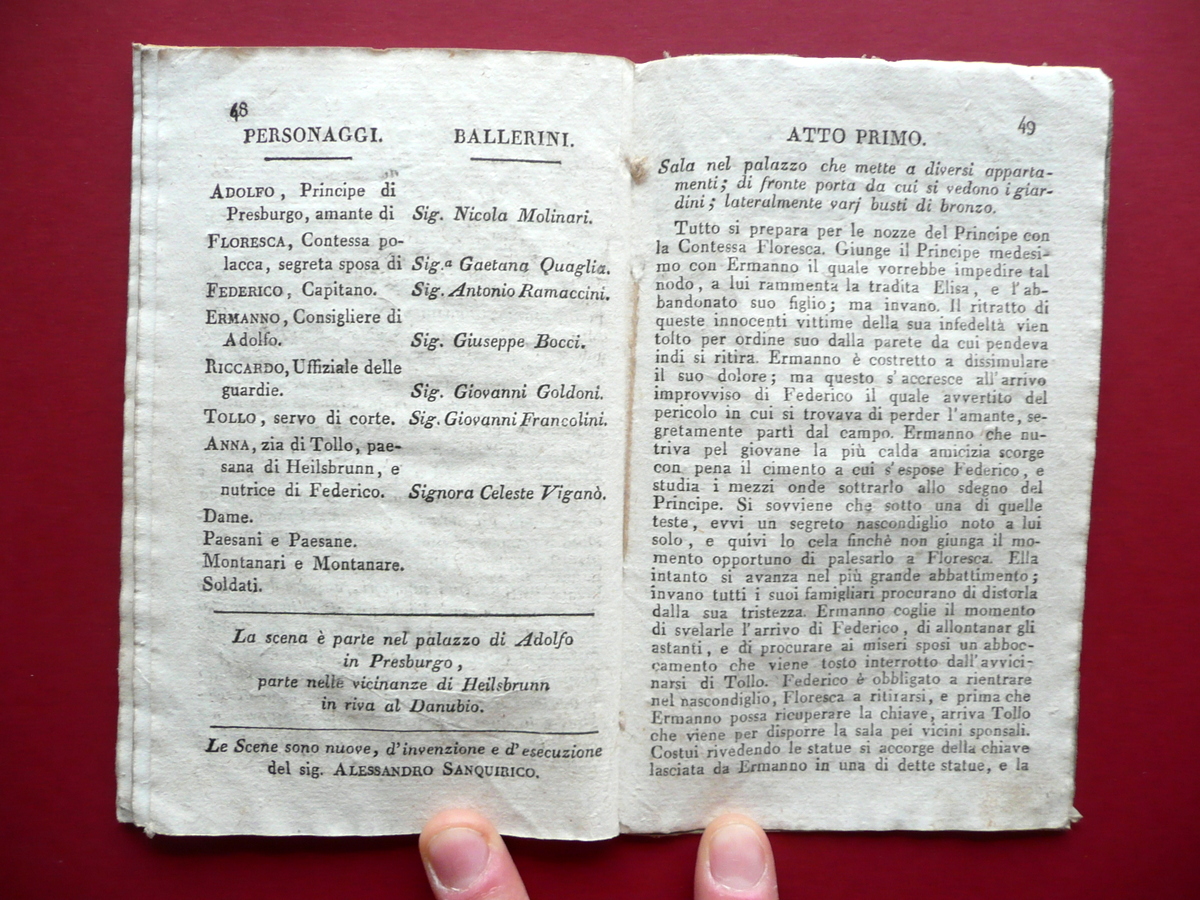 48
PERSONAGGI. BALLERINI.
ADOLFO, Principe di
Presburgo, amante di Sig. Nicola Molinari.
FLORESCA, Contessa po-
lacca, segreta sposa di Sig.a Gaetana Quaglia.
FEDERICO, Capitano. Sig. Antonio Ramaccini.
ERMANNO, Consigliere di
Adolfo. Sig. Giuseppe Bocci.
RICCARDO, Uffiziale delle
guardie. Sig. Giovanni Goldoni.
TOLLO, servo di corte. Sig. Giovanni Francolini.
ANNA, zia di Tollo, pae-
sana di Heilsbrunn, e
nutrice di Federico. Signora Celeste Viganò.
Dame.
Paesani e Paesane.
Montanari e Montanare.
Soldati.
La scena è parte nel palazzo di Adolfo
in Presburgo,
parte nelle vicinanze di Heilsbrunn
in riva al Danubio.
Le Scene sono nuove, d'invenzione e d'esecuzione
del sig. ALESSANDRO SANQUIRICO.
49
ATTO PRIMO.
Sala nel palazzo che mette a diversi apparta-
menti; di fronte porta da cui si vedono i giar-
dini; lateralmente varj busti di bronzo.
Tutto si prepara per le nozze del Principe con
la Contessa Floresca. Giunge il Principe medesi-
mo con Ermanno il quale vorrebbe impedire tal
nodo, a lui rammenta la tradita Elisa, e l'ab-
bandonato suo figlio; ma invano. Il ritratto di
queste innocenti vittime della sua infedeltà vien
tolto per ordine suo dalla parete da cui pendeva
indi si ritira. Ermanno è costretto a dissimulare
il suo dolore; ma questo s'accresce all'arrivo
improvviso di Federico il quale avvertito del
pericolo in cui si trovava di perder l'amante, se-
gretamente partì dal campo. Ermanno che nu-
triva pel giovane la più calda amicizia scorge
con pena il cimento a cui s'espose Federico, e
studia i mezzi onde sottrarlo allo sdegno del
Principe. Si sovviene che sotto una di quelle
teste, evvi un segreto nascondiglio noto a lui
solo, e quivi lo cela finchè non giunga il mo-
mento opportuno di palesarlo a Floresca. Ella
intanto si avanza nel più grande abbattimento;
invano tutti i suoi famigliari procurano di distorla
dalla sua tristezza. Ermanno coglie il momento
di svelarle l'arrivo di Federico, di allontanar gli
astanti, e di procurare ai miseri sposi un abboc-
camento che viene tosto interrotto dall'avvici-
narsi di Tollo. Federico è obbligato a rientrare
nel nascondiglio, Floresca a ritirarsi, e prima che
Ermanno possa ricuperare la chiave, arriva Tollo
che viene per disporre la sala pei vicini sponsali.
Costui rivedendo le statue si accorge della chiave
lasciata da Ermanno in una di dette statue, e la